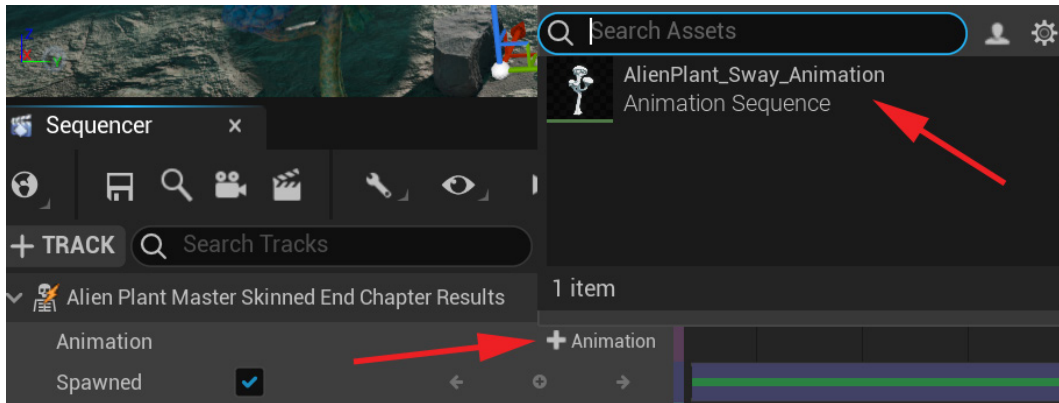 Search Assets
AlienPlant_Sway_Animation
Animation Sequence
Sequencer
+ TRACK
Search Tracks
Alien Plant Master Skinned End Chapter Results
1 item
Animation
+ Animation
Spawned